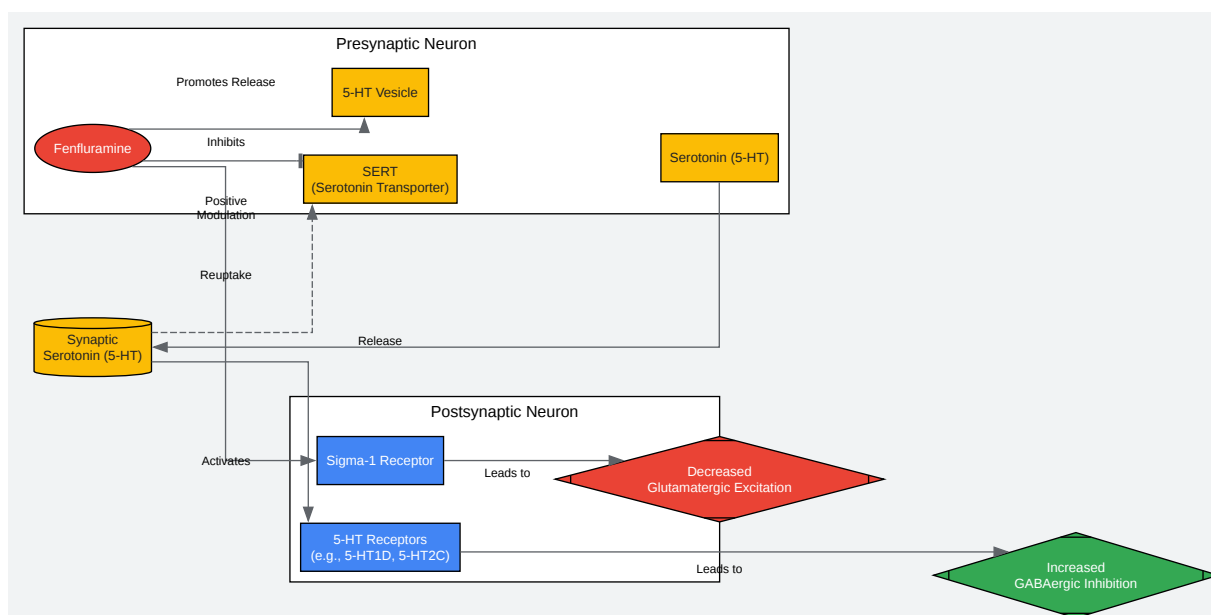 Presynaptic Neuron
Promotes Release
5-HT Vesicle
Fenfluramine
Inhibits
SERT
(Serotonin Transporter)
Serotonin (5-HT)
Positive
Modulation
Reuptake
Synaptic
Serotonin (5-HT)
Release
Postsynaptic Neuron
Activates
Sigma-1 Receptor
Leads to
Decreased
Glutamatergic Excitation
5-HT Receptors
(e.g., 5-HT1D, 5-HT2C)
Leads to
Increased
GABAergic Inhibition